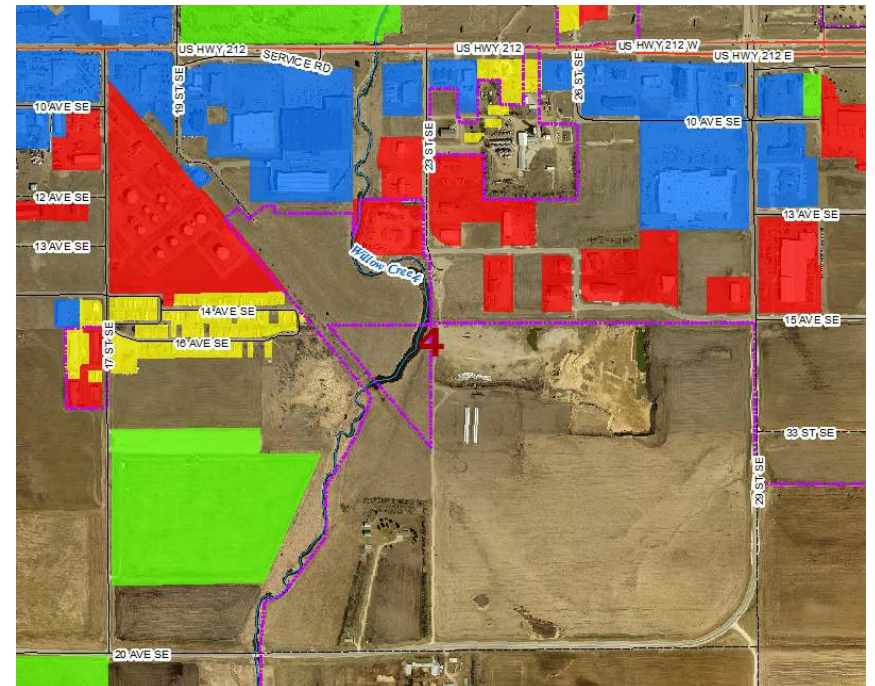 US HWY 212
US HWY 212 W
US HWY 212 E
SERVICE RD
19 ST SE
26 ST SE
10 AVE SE
10 AVE SE
23 ST SE
12 AVE SE
13 AVE SE
13 AVE SE
Willow Creek
14 AVE SE
15 AVE SE
16 AVE SE
17 ST SE
4
33 ST SE
29 ST SE
20 AVE SE